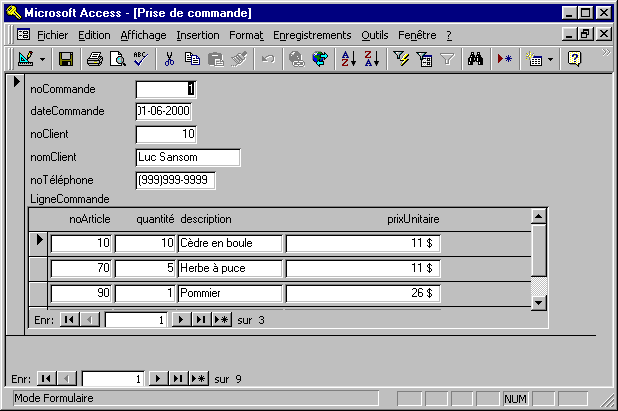 Microsoft Access - [Prise de commande]
Fichier Edition Affichage Insertion Format Enregistrements Outils Fenêtre ?
noCommande 1
dateCommande 01-06-2000
noClient 10
nomClient Luc Sansom
noTéléphone (999)999-9999
LigneCommande
noArticle quantité description prixUnitaire
10 10 Cèdre en boule 11 $
70 5 Herbe à puce 11 $
90 1 Pommier 26 $
Enr: 1 sur 3
Enr: 1 sur 9
Mode Formulaire NUM